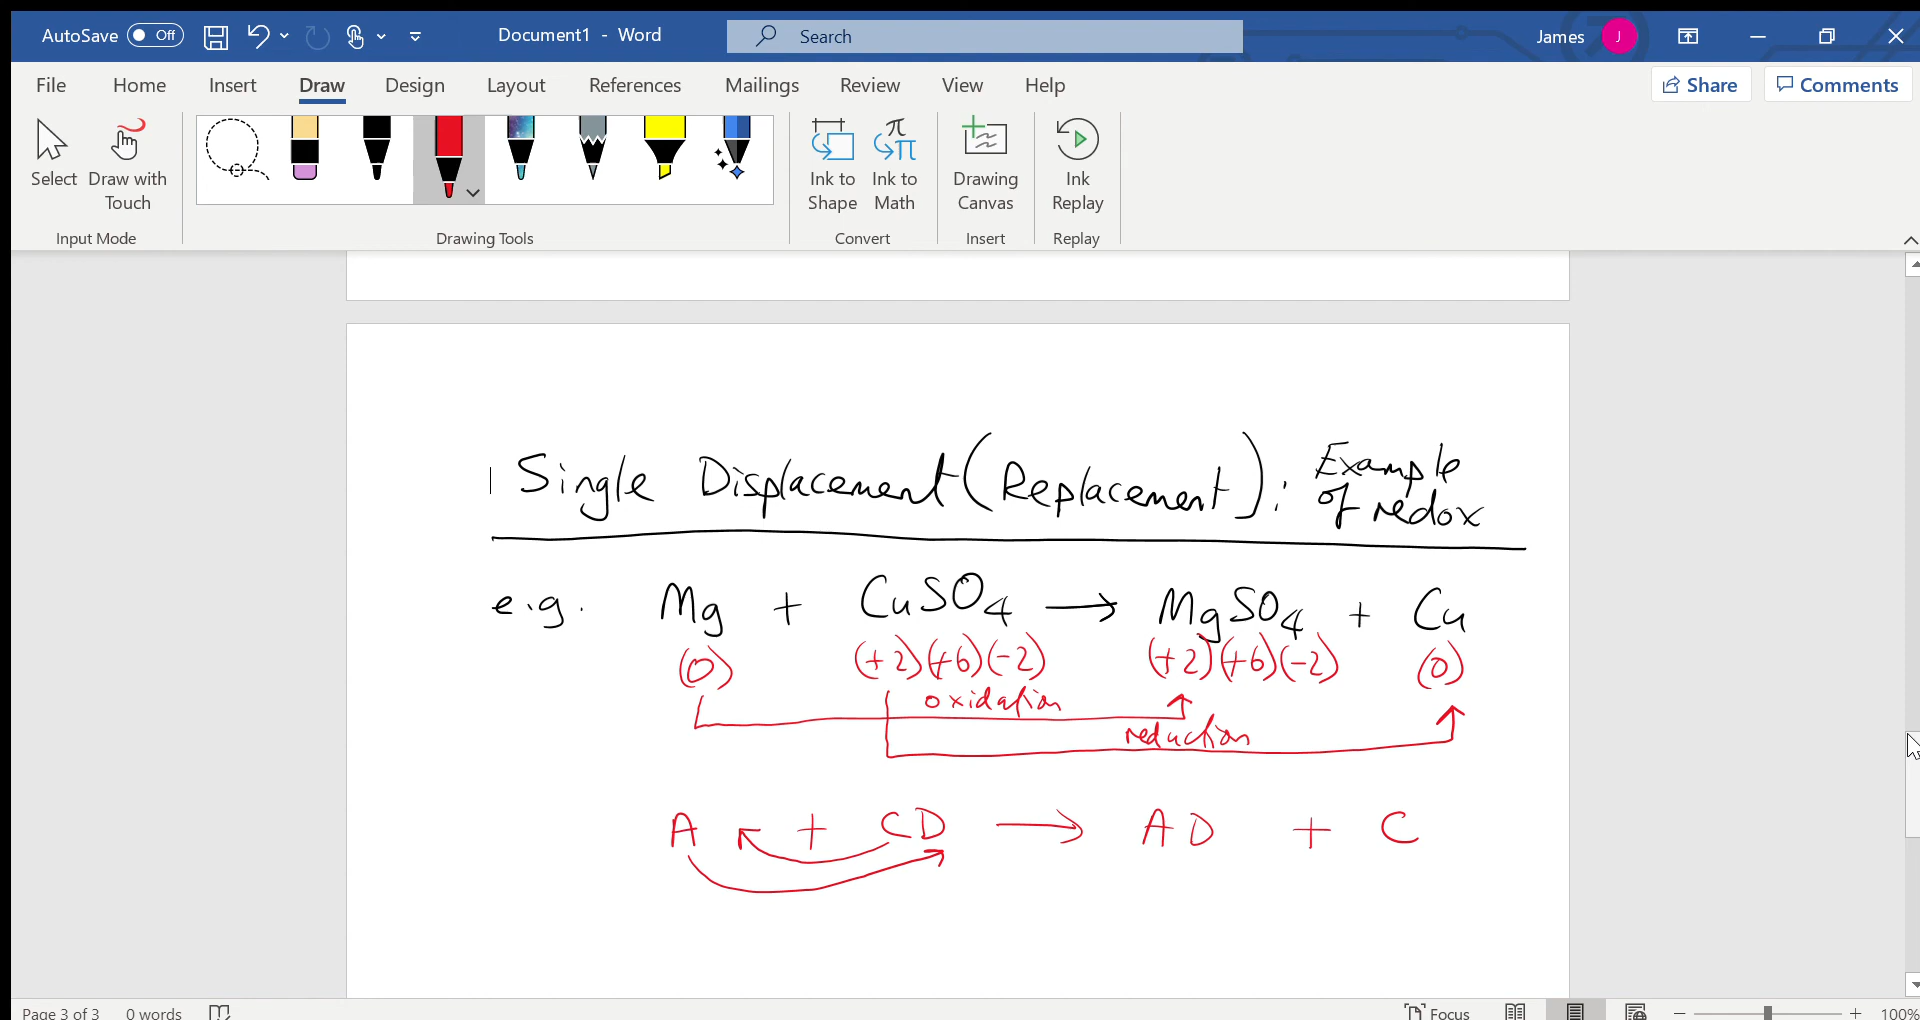 AutoSave Off Document1 - Word Search James J
File Home Insert Draw Design Layout References Mailings Review View Help Share Comments
Select Draw with Touch Ink to Shape Ink to Math Drawing Canvas Ink Replay
Input Mode Drawing Tools Convert Insert Replay
Single Displacement (Replacement): Example of redox
e.g. Mg + CuSO4 → MgSO4 + Cu
(0) (+2)(+6)(-2) (+2)(+6)(-2) (0)
oxidation
reduction
A + CD → AD + C
Page 3 of 3 0 words Focus 100%